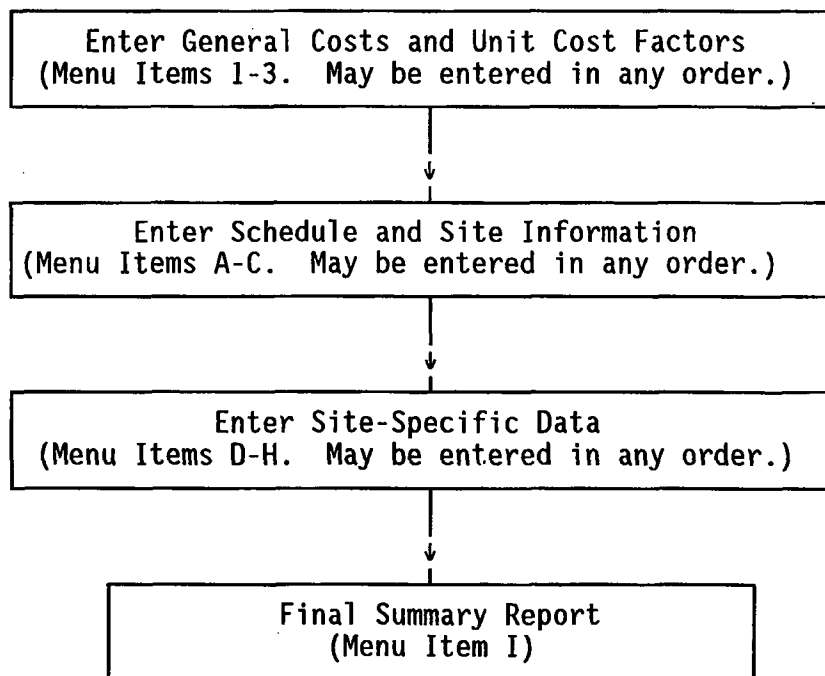 Enter General Costs and Unit Cost Factors
(Menu Items 1-3. May be entered in any order.)
Enter Schedule and Site Information
(Menu Items A-C. May be entered in any order.)
Enter Site-Specific Data
(Menu Items D-H. May be entered in any order.)
Final Summary Report
(Menu Item I)